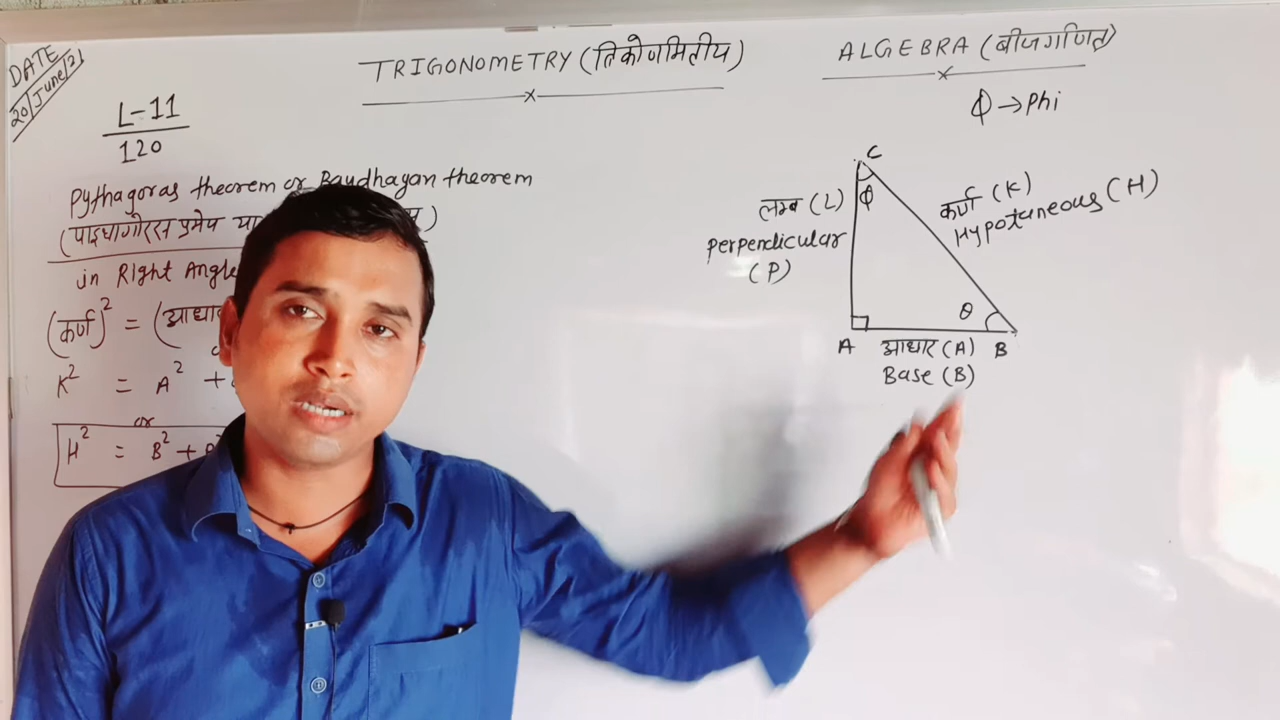 DATE
20/June/21
TRIGONOMETRY (त्रिकोणमितीय)
ALGEBRA (बीजगणित)
L-11
120
Φ → Phi
Pythagoras theorem or Baudhayan theorem
(पाइथागोरस प्रमेय या
)
in Right Angle
(कर्ण)² = (आधा
K² = A² +
or
H² = B² +
C
Φ
लम्ब (L)
perpendicular
(P)
कर्ण (K)
Hypotaneous (H)
θ
A
आधार (A)
B
Base (B)